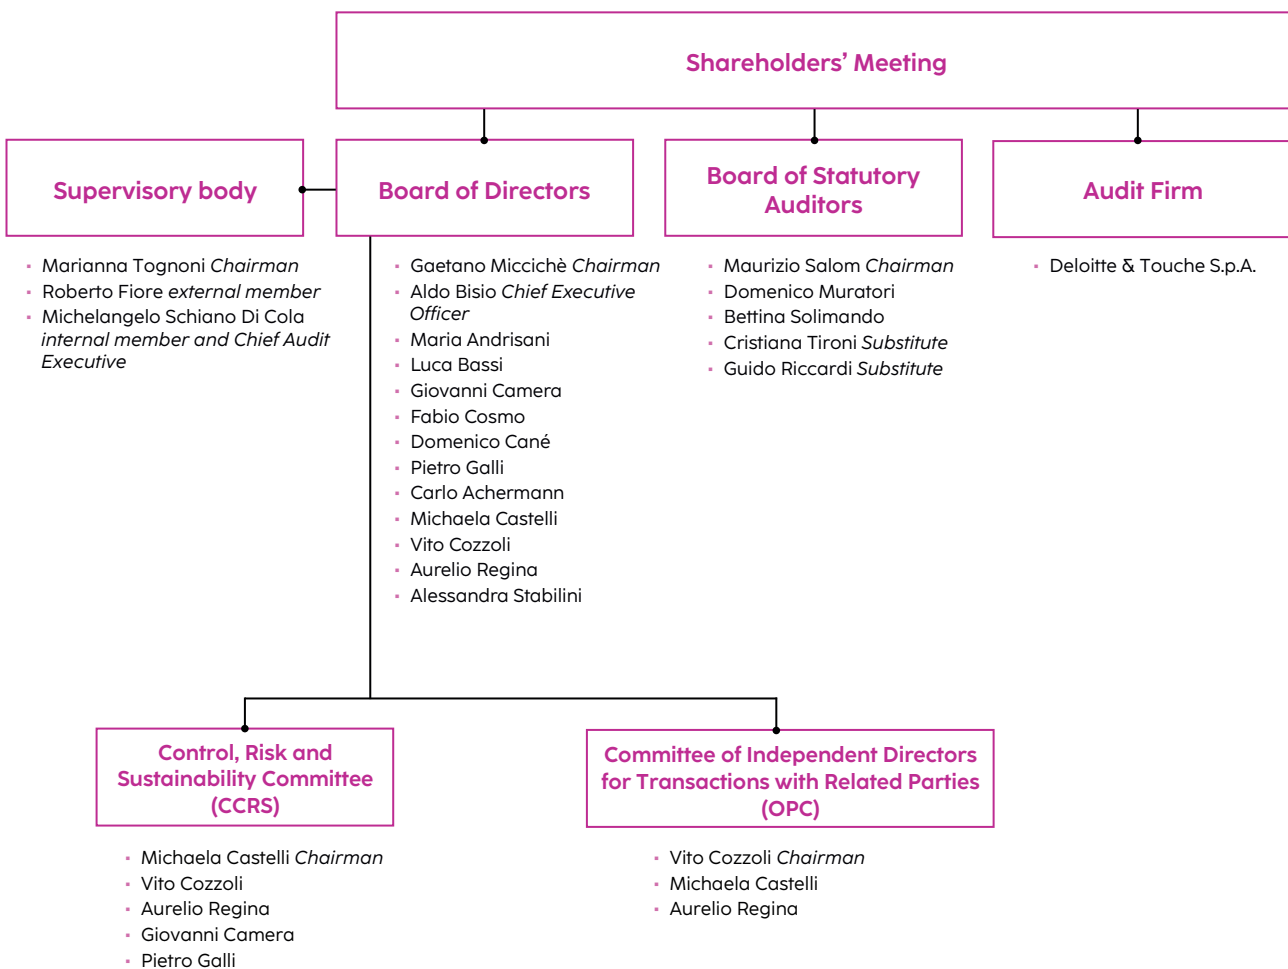 Shareholders’ Meeting
Supervisory body
Board of Directors
Board of Statutory
Auditors
Audit Firm
▪ Marianna Tognoni Chairman
▪ Roberto Fiore external member
▪ Michelangelo Schiano Di Cola
internal member and Chief Audit
Executive
▪ Gaetano Miccichè Chairman
▪ Aldo Bisio Chief Executive
Officer
▪ Maria Andrisani
▪ Luca Bassi
▪ Giovanni Camera
▪ Fabio Cosmo
▪ Domenico Cané
▪ Pietro Galli
▪ Carlo Achermann
▪ Michaela Castelli
▪ Vito Cozzoli
▪ Aurelio Regina
▪ Alessandra Stabilini
▪ Maurizio Salom Chairman
▪ Domenico Muratori
▪ Bettina Solimando
▪ Cristiana Tironi Substitute
▪ Guido Riccardi Substitute
▪ Deloitte & Touche S.p.A.
Control, Risk and
Sustainability Committee
(CCRS)
▪ Michaela Castelli Chairman
▪ Vito Cozzoli
▪ Aurelio Regina
▪ Giovanni Camera
▪ Pietro Galli
Committee of Independent Directors
for Transactions with Related Parties
(OPC)
▪ Vito Cozzoli Chairman
▪ Michaela Castelli
▪ Aurelio Regina